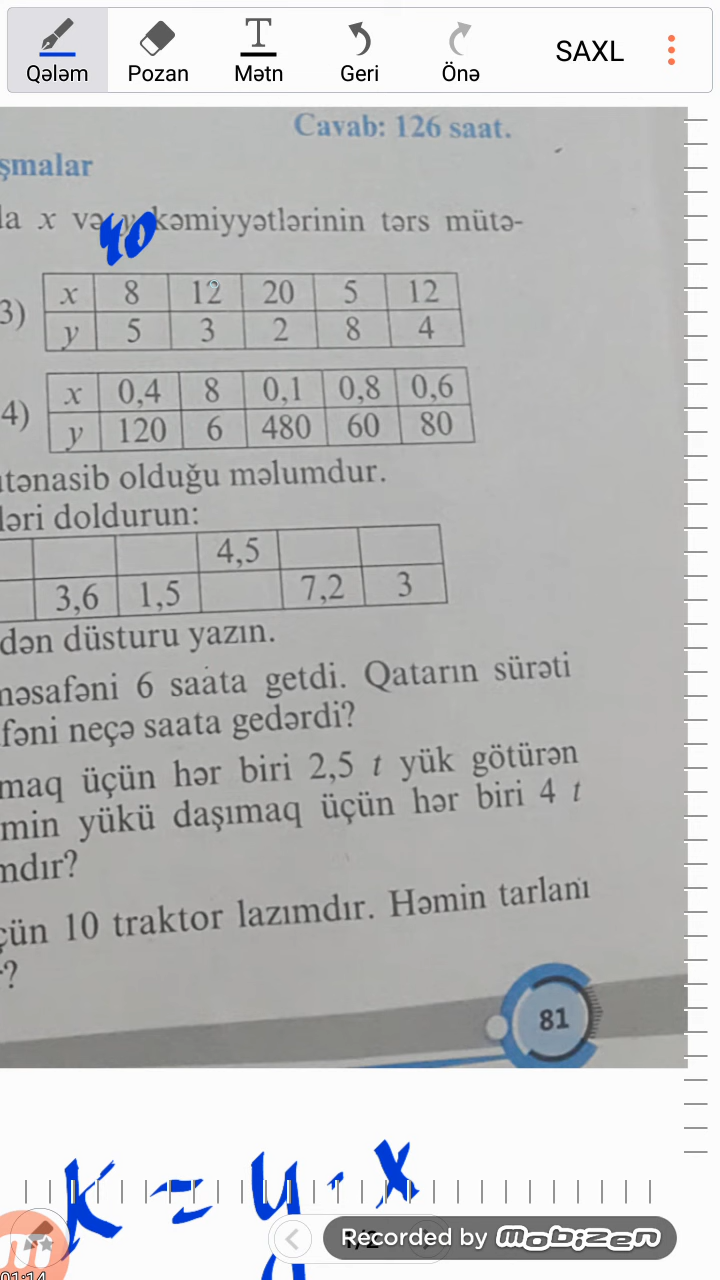 Qələm Pozan Mətn Geri Önə SAXL
Cavab: 126 saat.
şmalar
la x və y kəmiyyətlərinin tərs mütə-
40
3) x 8 12 20 5 12
y 5 3 2 8 4
4) x 0,4 8 0,1 0,8 0,6
y 120 6 480 60 80
tənasib olduğu məlumdur.
ləri doldurun:
4,5
3,6 1,5 7,2 3
dən düsturu yazın.
məsafəni 6 saata getdi. Qatarın sürəti
fəni neçə saata gedərdi?
maq üçün hər biri 2,5 t yük götürən
min yükü daşımaq üçün hər biri 4 t
mdır?
çün 10 traktor lazımdır. Həmin tarlanı
?
81
K = y · x
Recorded by MOBIZEN
01:14